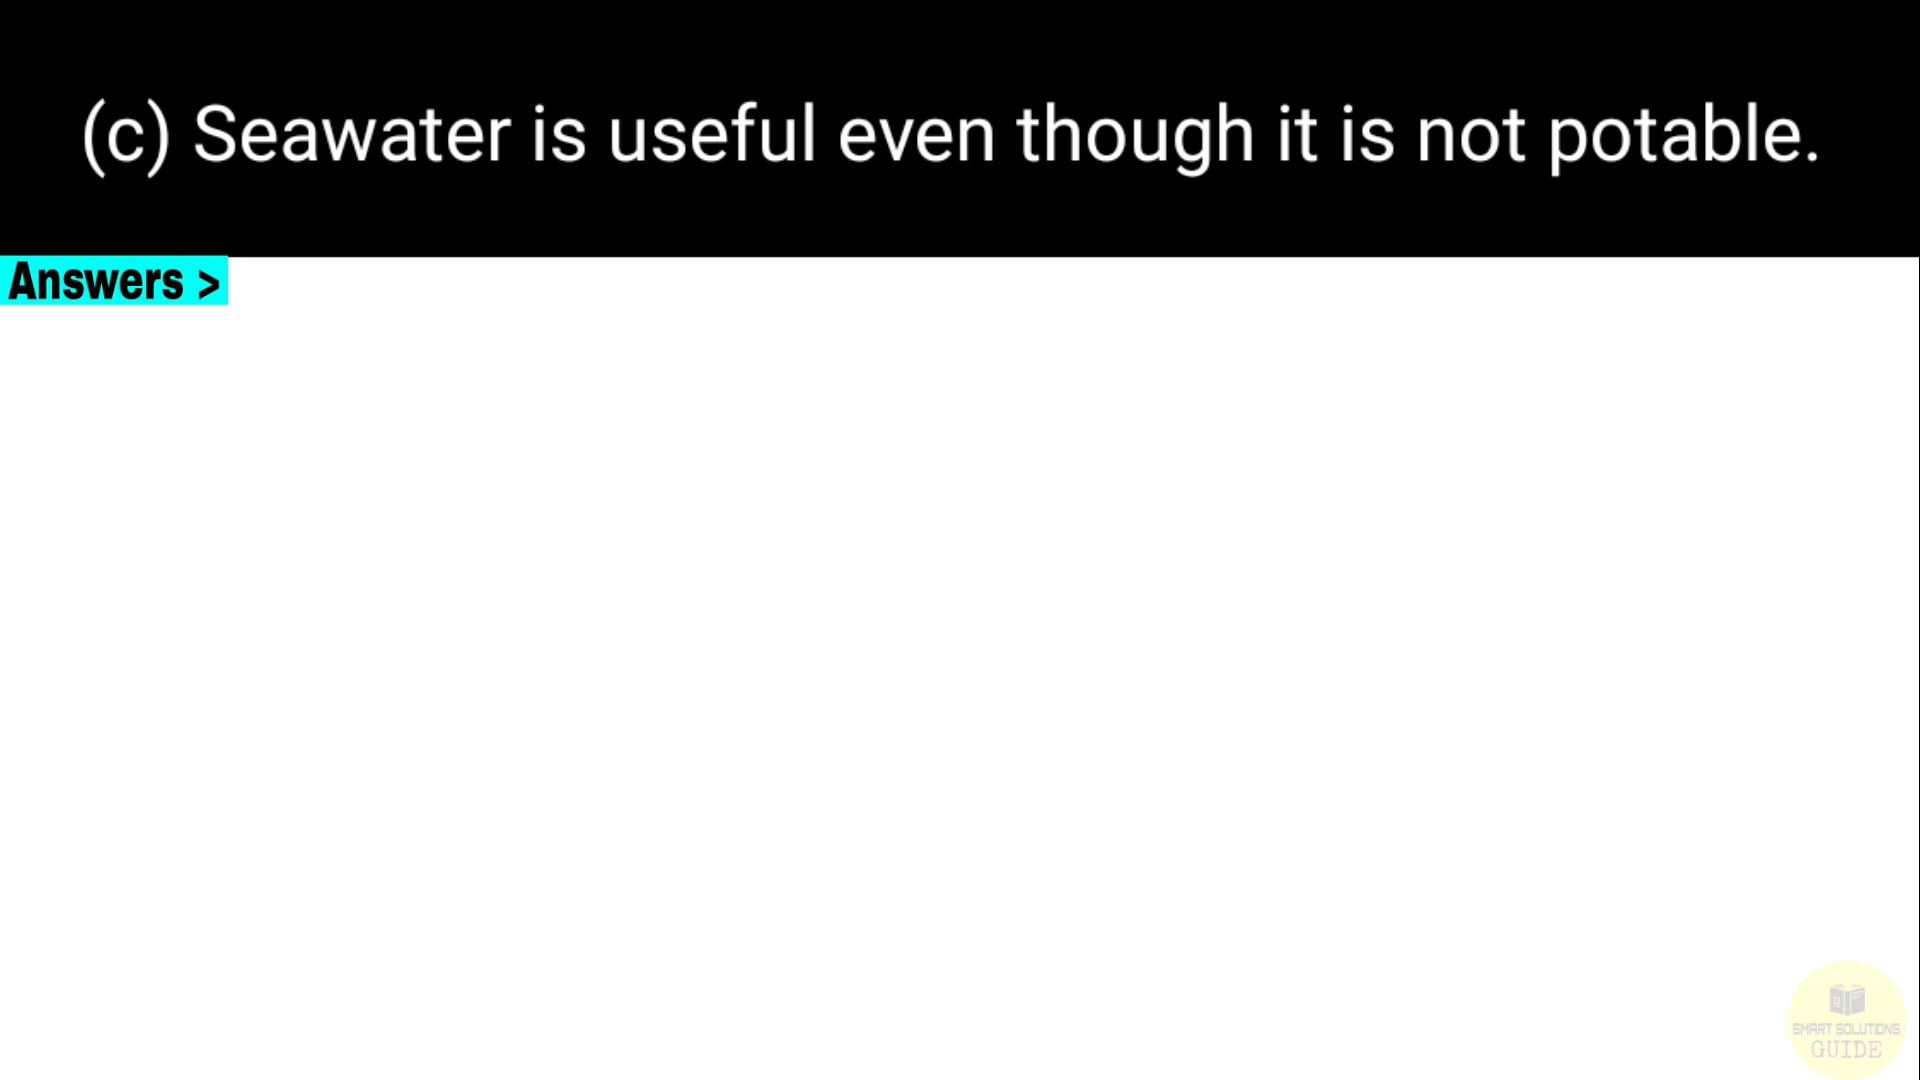 (c) Seawater is useful even though it is not potable.
Answers >
SMART SOLUTIONS
GUIDE